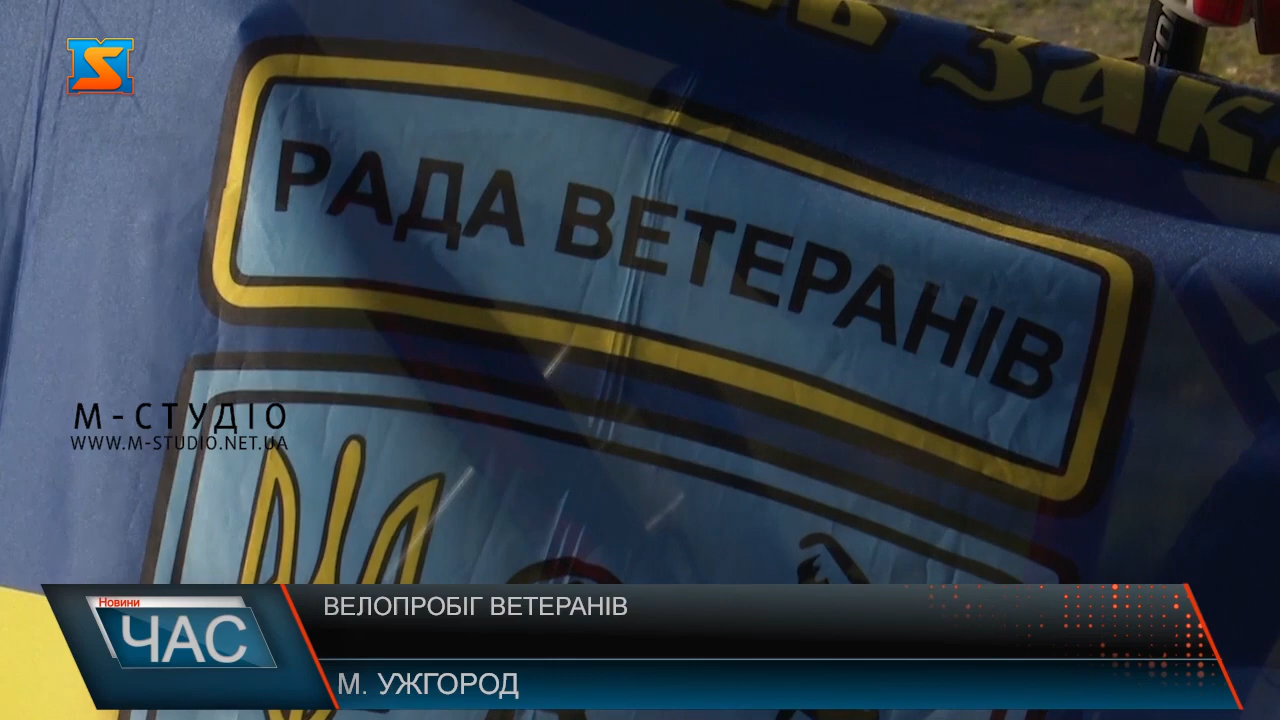 РАДА ВЕТЕРАНІВ
М-СТУДІО
WWW.M-STUDIO.NET.UA
Новини
ЧАС
ВЕЛОПРОБІГ ВЕТЕРАНІВ
М. УЖГОРОД